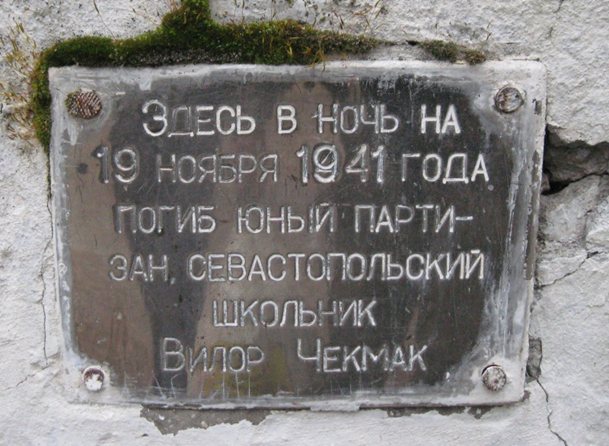 Здесь в ночь на
19 ноября 1941 года
погиб юный парти-
зан, севастопольский
школьник
Вилор Чекмак